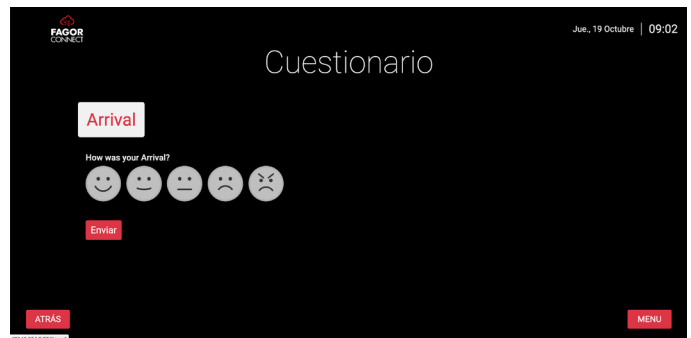 FAGOR
CONNECT
Jue., 19 Octubre | 09:02
Cuestionario
Arrival
How was your Arrival?
Enviar
ATRÁS
MENU